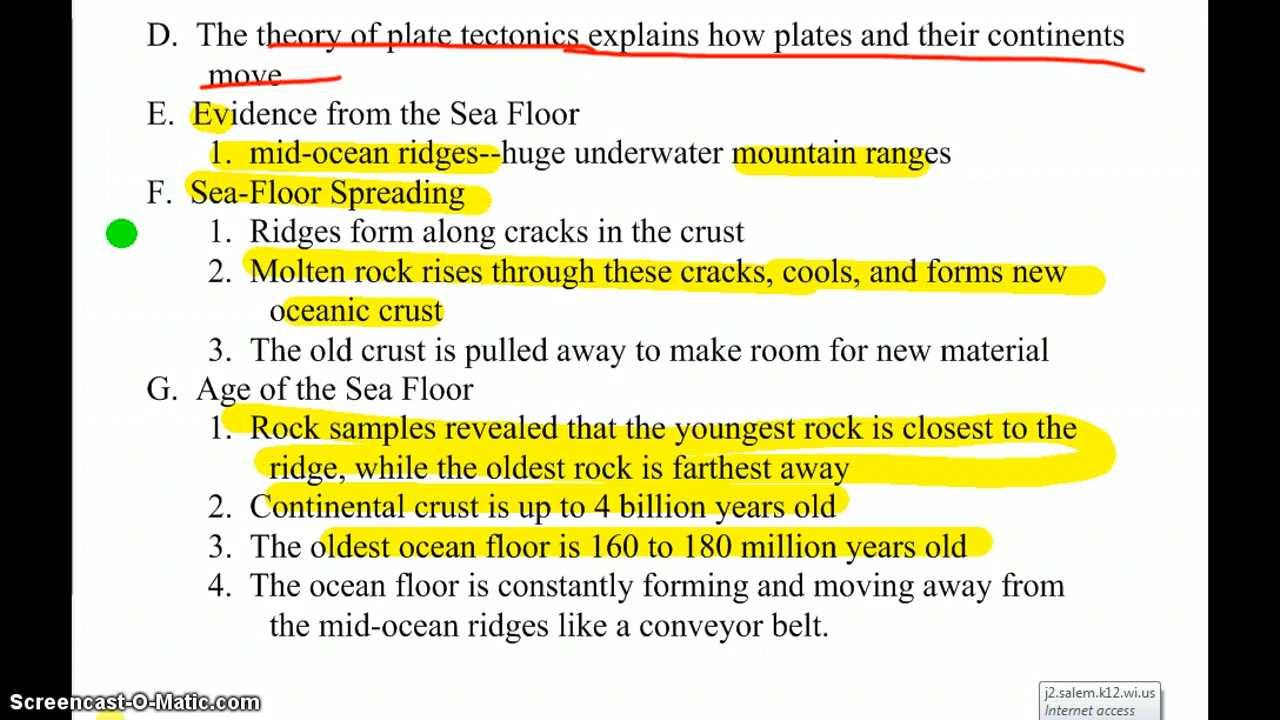 D. The theory of plate tectonics explains how plates and their continents
move
E. Evidence from the Sea Floor
1. mid-ocean ridges--huge underwater mountain ranges
F. Sea-Floor Spreading
1. Ridges form along cracks in the crust
2. Molten rock rises through these cracks, cools, and forms new
oceanic crust
3. The old crust is pulled away to make room for new material
G. Age of the Sea Floor
1. Rock samples revealed that the youngest rock is closest to the
ridge, while the oldest rock is farthest away
2. Continental crust is up to 4 billion years old
3. The oldest ocean floor is 160 to 180 million years old
4. The ocean floor is constantly forming and moving away from
the mid-ocean ridges like a conveyor belt.
Screencast-O-Matic.com
j2.salem.k12.wi.us
Internet access